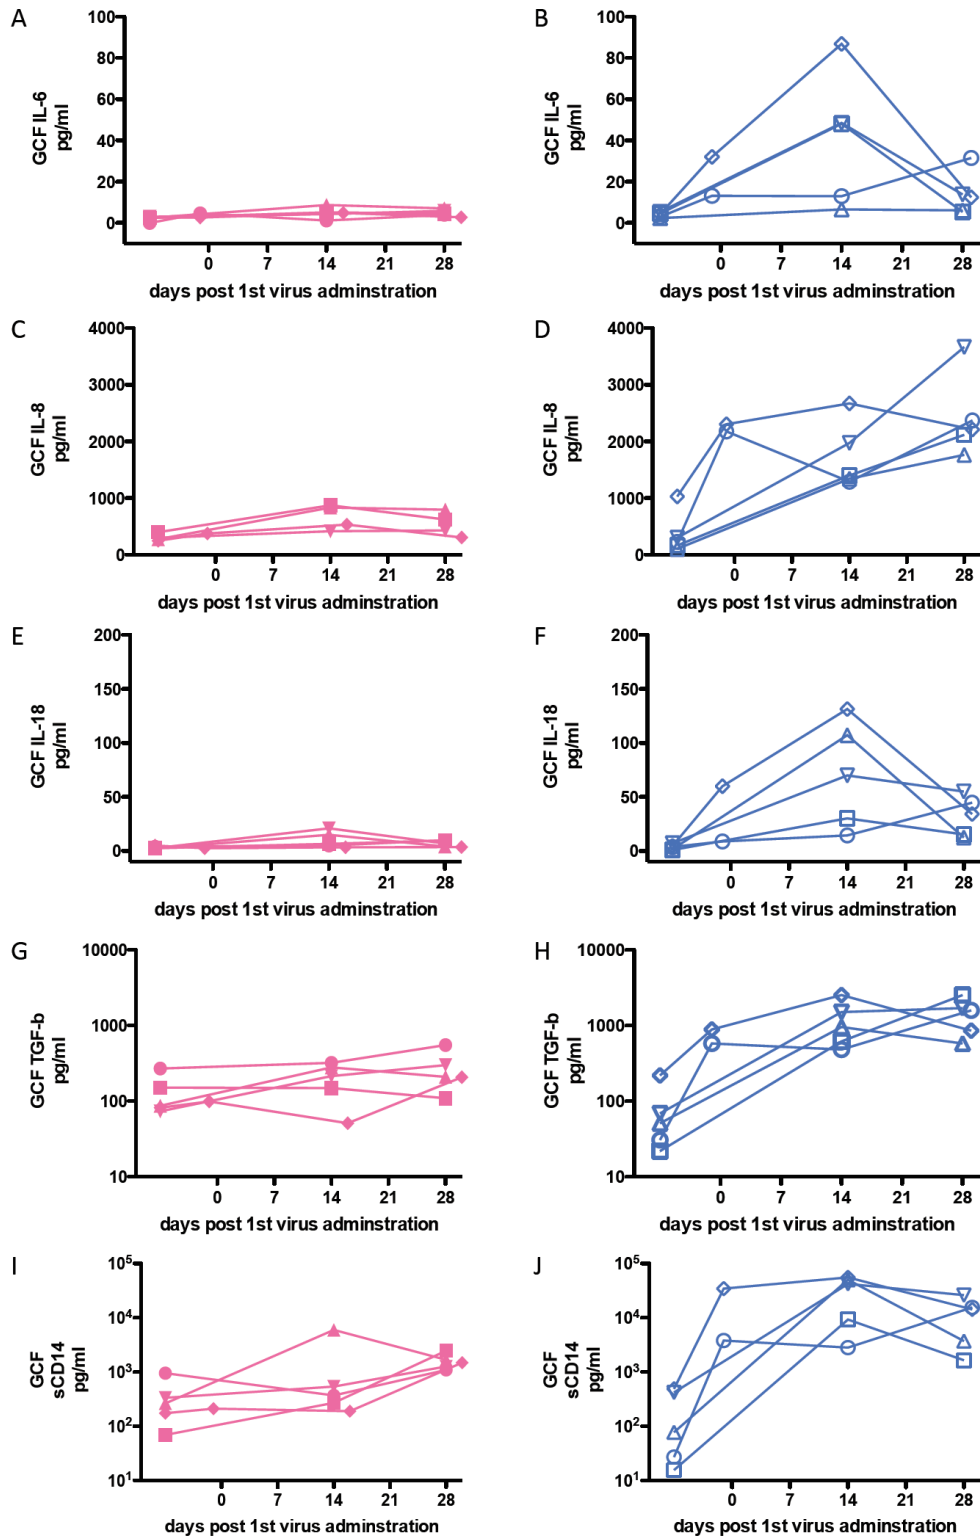 A
100
80
60
40
20
0
GCF IL-6
pg/ml
0 7 14 21 28
days post 1st virus adminstration
B
100
80
60
40
20
0
GCF IL-6
pg/ml
0 7 14 21 28
days post 1st virus adminstration
C
4000
3000
2000
1000
0
GCF IL-8
pg/ml
0 7 14 21 28
days post 1st virus adminstration
D
4000
3000
2000
1000
0
GCF IL-8
pg/ml
0 7 14 21 28
days post 1st virus adminstration
E
200
150
100
50
0
GCF IL-18
pg/ml
0 7 14 21 28
days post 1st virus adminstration
F
200
150
100
50
0
GCF IL-18
pg/ml
0 7 14 21 28
days post 1st virus adminstration
G
10000
1000
100
10
GCF TGF-b
pg/ml
0 7 14 21 28
days post 1st virus adminstration
H
10000
1000
100
10
GCF TGF-b
pg/ml
0 7 14 21 28
days post 1st virus adminstration
I
10⁵
10⁴
10³
10²
10¹
GCF
sCD14
pg/ml
0 7 14 21 28
days post 1st virus adminstration
J
10⁵
10⁴
10³
10²
10¹
GCF
sCD14
pg/ml
0 7 14 21 28
days post 1st virus adminstration